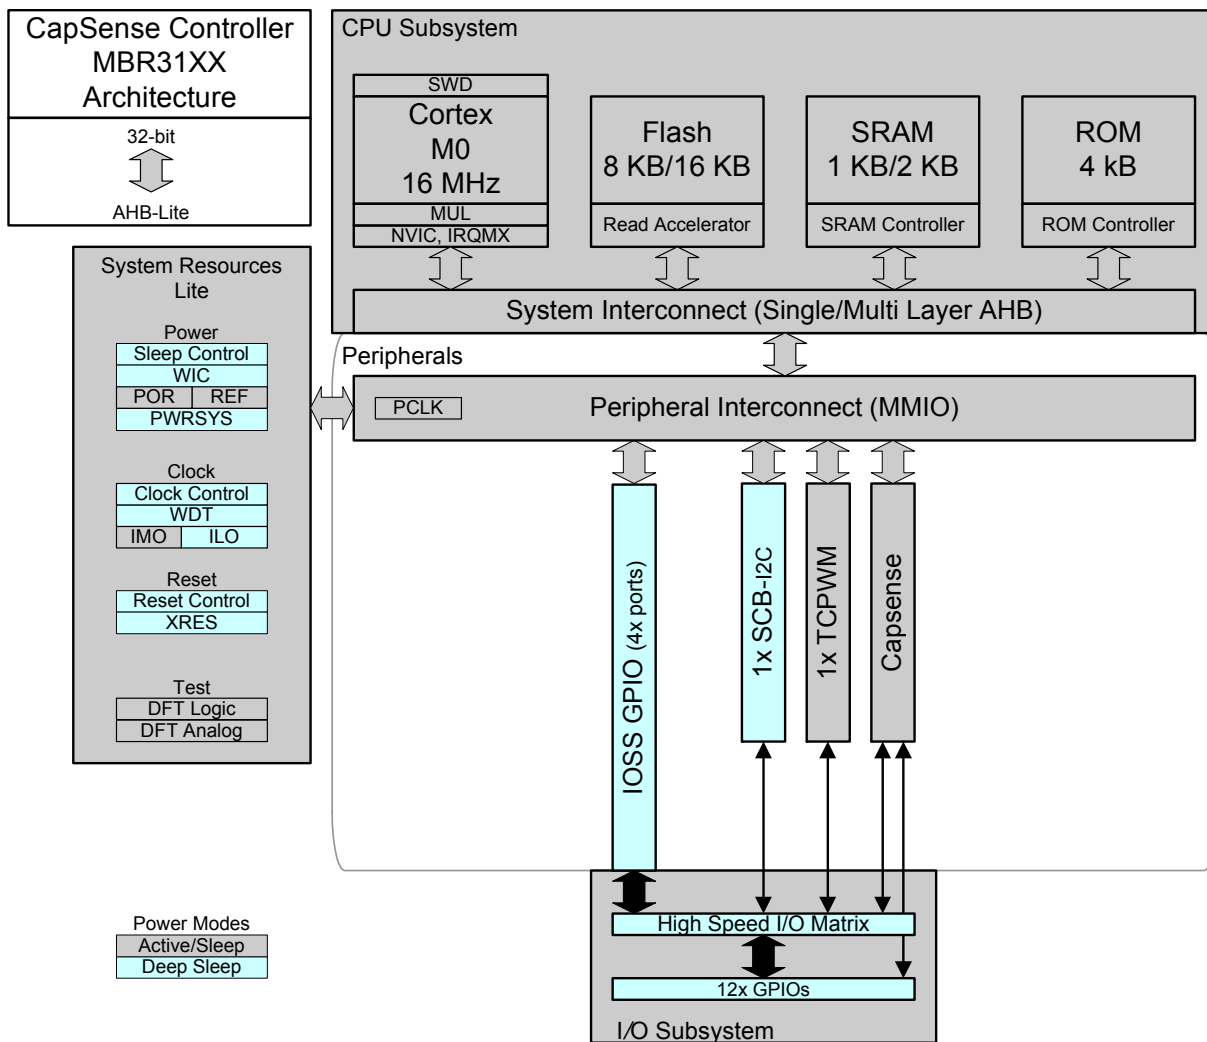 CapSense Controller
MBR31XX
Architecture
32-bit
AHB-Lite
CPU Subsystem
SWD
Cortex
M0
16 MHz
MUL
NVIC, IRQMX
Flash
8 KB/16 KB
Read Accelerator
SRAM
1 KB/2 KB
SRAM Controller
ROM
4 kB
ROM Controller
System Interconnect (Single/Multi Layer AHB)
System Resources
Lite
Power
Sleep Control
WIC
POR REF
PWRSYS
Clock
Clock Control
WDT
IMO ILO
Reset
Reset Control
XRES
Test
DFT Logic
DFT Analog
Peripherals
PCLK
Peripheral Interconnect (MMIO)
IOSS GPIO (4x ports)
1x SCB-I2C
1x TCPWM
Capsense
High Speed I/O Matrix
12x GPIOs
I/O Subsystem
Power Modes
Active/Sleep
Deep Sleep